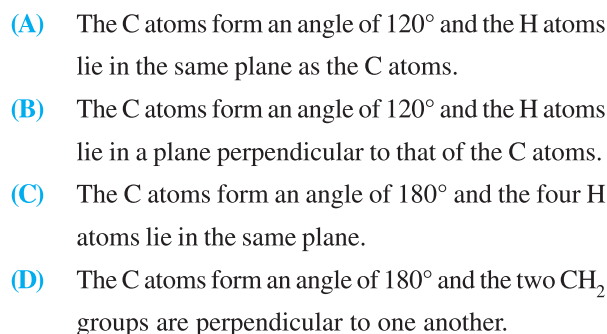 (A) The C atoms form an angle of 120° and the H atoms
lie in the same plane as the C atoms.
(B) The C atoms form an angle of 120° and the H atoms
lie in a plane perpendicular to that of the C atoms.
(C) The C atoms form an angle of 180° and the four H
atoms lie in the same plane.
(D) The C atoms form an angle of 180° and the two CH₂
groups are perpendicular to one another.